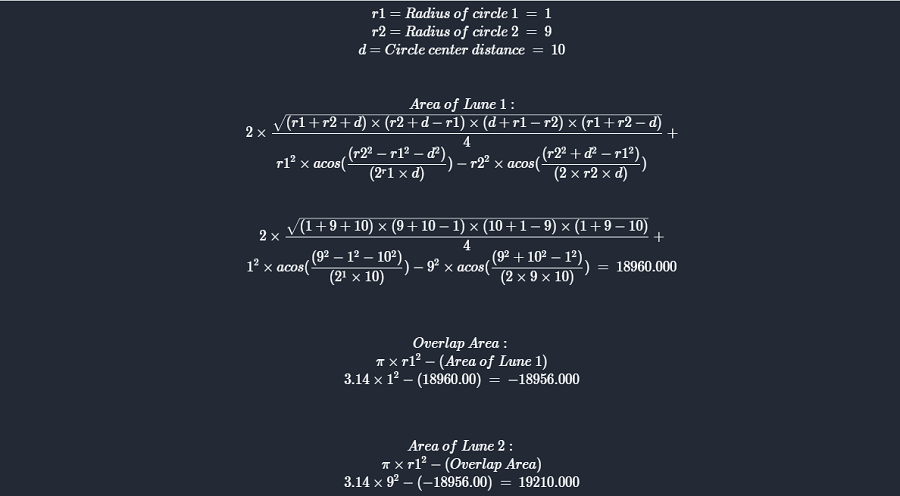 r1 = Radius of circle 1 = 1
r2 = Radius of circle 2 = 9
d = Circle center distance = 10
Area of Lune 1 :
2 × √((r1 + r2 + d) × (r2 + d − r1) × (d + r1 − r2) × (r1 + r2 − d)) / 4 +
r1² × acos((r2² − r1² − d²) / (2ʳ1 × d)) − r2² × acos((r2² + d² − r1²) / (2 × r2 × d))
2 × √((1 + 9 + 10) × (9 + 10 − 1) × (10 + 1 − 9) × (1 + 9 − 10)) / 4 +
1² × acos((9² − 1² − 10²) / (2¹ × 10)) − 9² × acos((9² + 10² − 1²) / (2 × 9 × 10)) = 18960.000
Overlap Area :
π × r1² − (Area of Lune 1)
3.14 × 1² − (18960.00) = −18956.000
Area of Lune 2 :
π × r1² − (Overlap Area)
3.14 × 9² − (−18956.00) = 19210.000